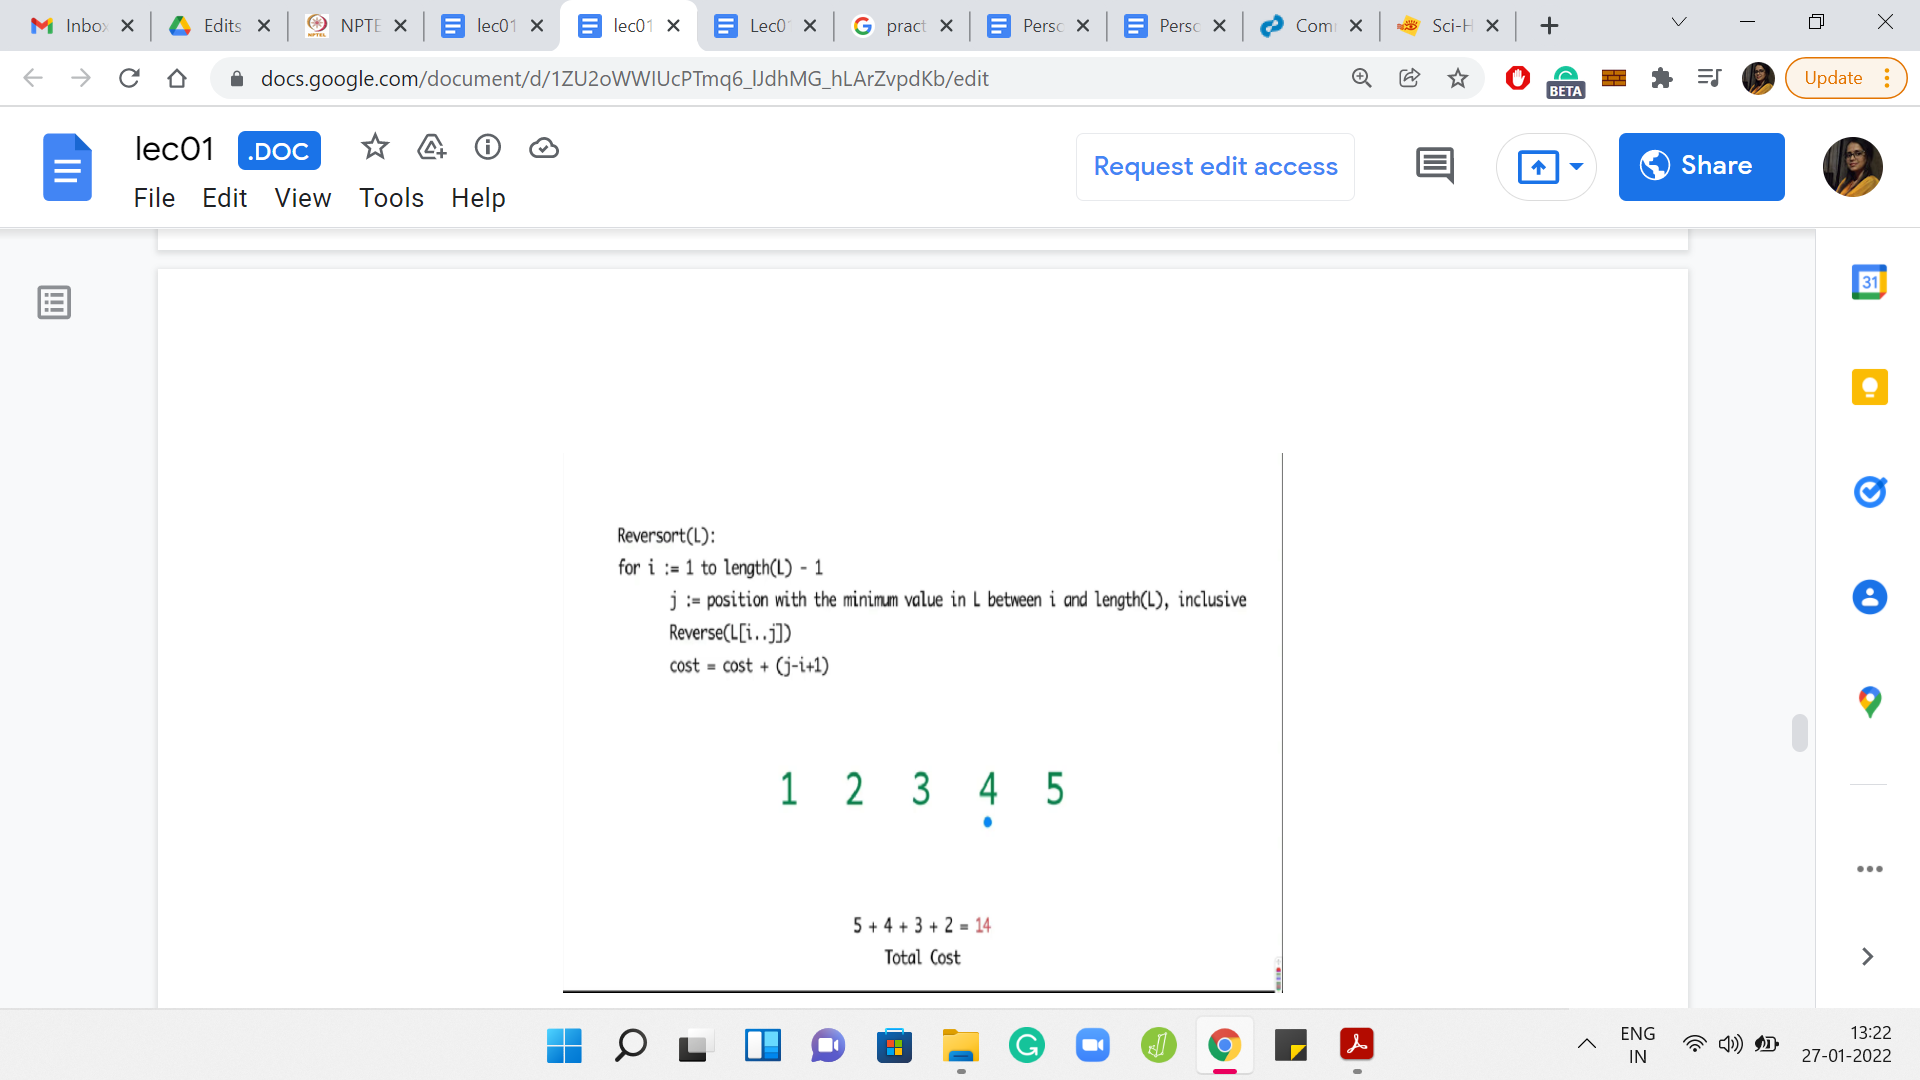 Inbox
Edits
NPTE
lec01
lec01
Lec01
pract
Perso
Perso
Com
Sci-H
docs.google.com/document/d/1ZU2oWWIUcPTmq6_lJdhMG_hLArZvpdKb/edit
BETA
Update
lec01 .DOC
Request edit access
Share
File Edit View Tools Help
31
Reversort(L):
for i := 1 to length(L) - 1
j := position with the minimum value in L between i and length(L), inclusive
Reverse(L[i..j])
cost = cost + (j-i+1)
1 2 3 4 5
5 + 4 + 3 + 2 = 14
Total Cost
ENG
IN
13:22
27-01-2022